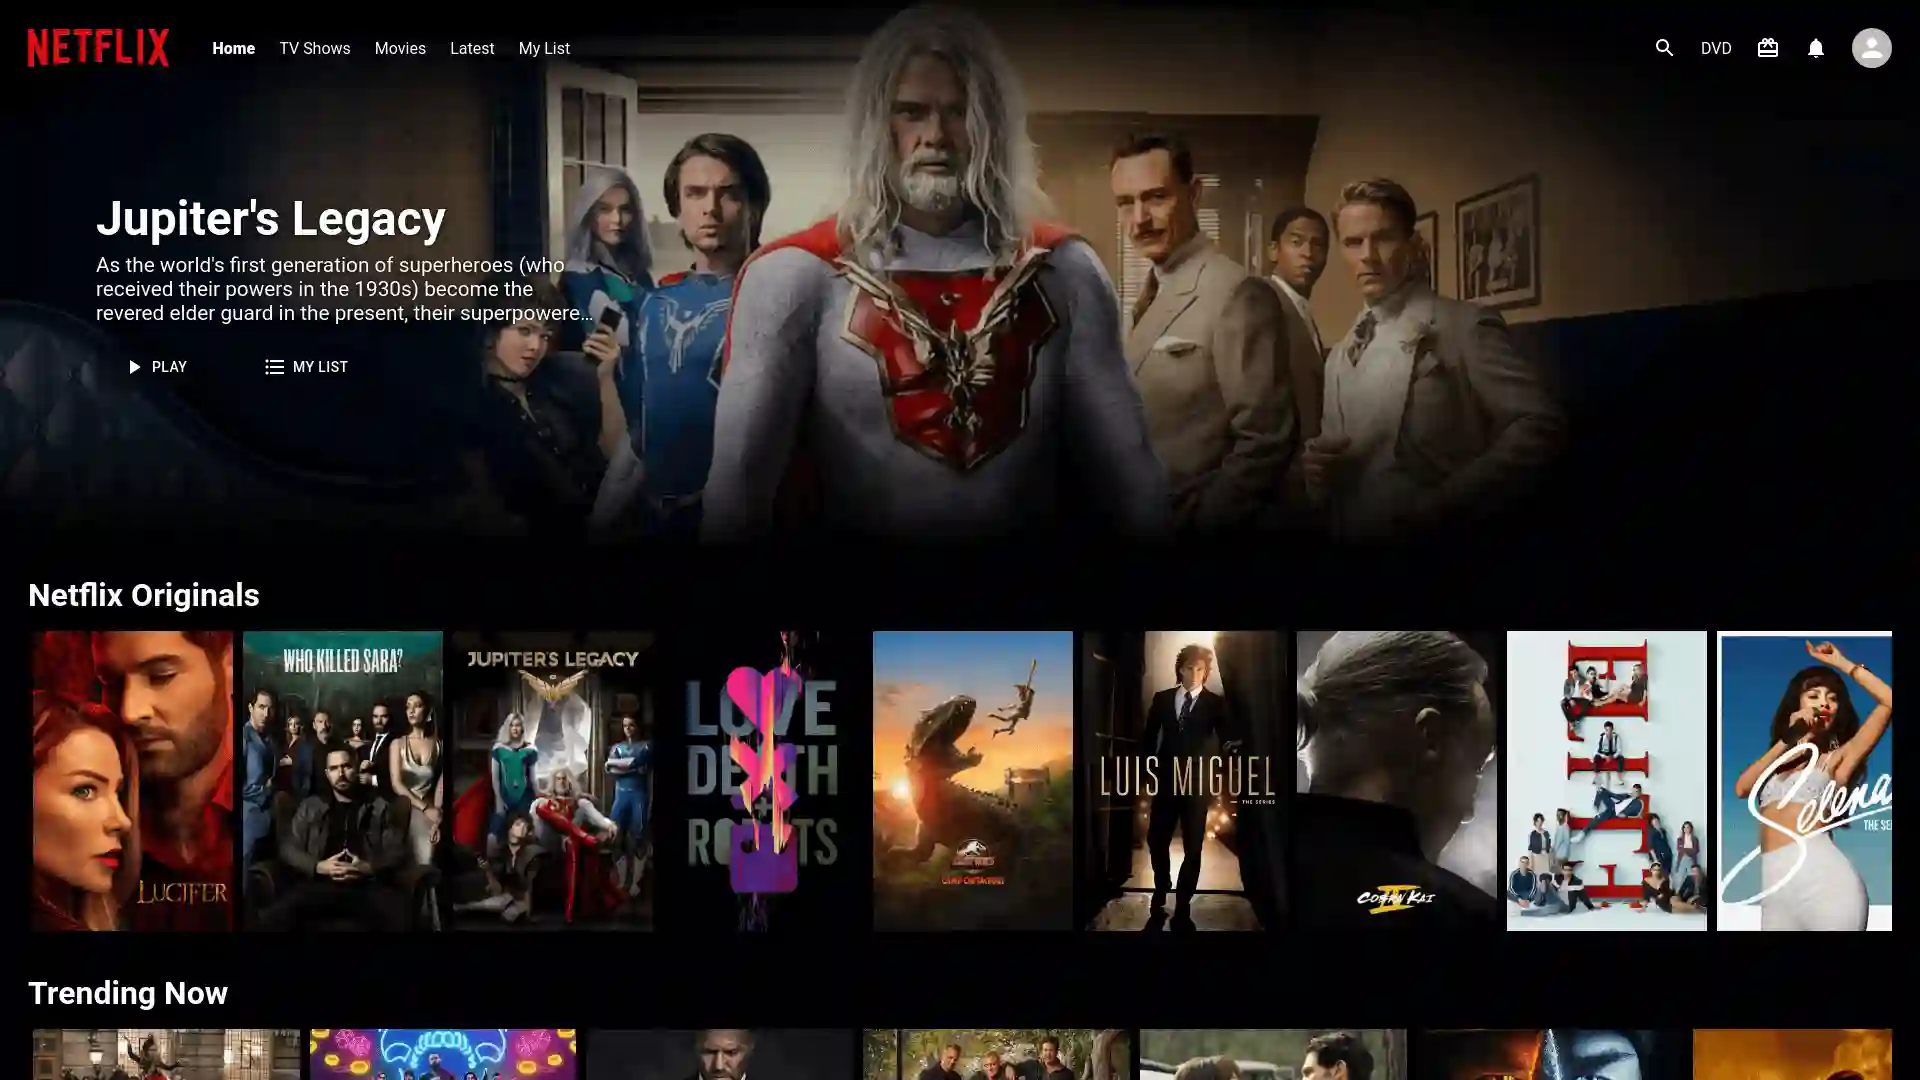 NETFLIX
Home
TV Shows
Movies
Latest
My List
DVD
Jupiter's Legacy
As the world's first generation of superheroes (who
received their powers in the 1930s) become the
revered elder guard in the present, their superpowere...
PLAY
MY LIST
Netflix Originals
LUCIFER
WHO KILLED SARA?
JUPITER'S LEGACY
LOVE
DEATH
+
ROBOTS
LUIS MIGUEL
THE SERIES
COBRA KAI
ELITE
Selena
THE SE
Trending Now